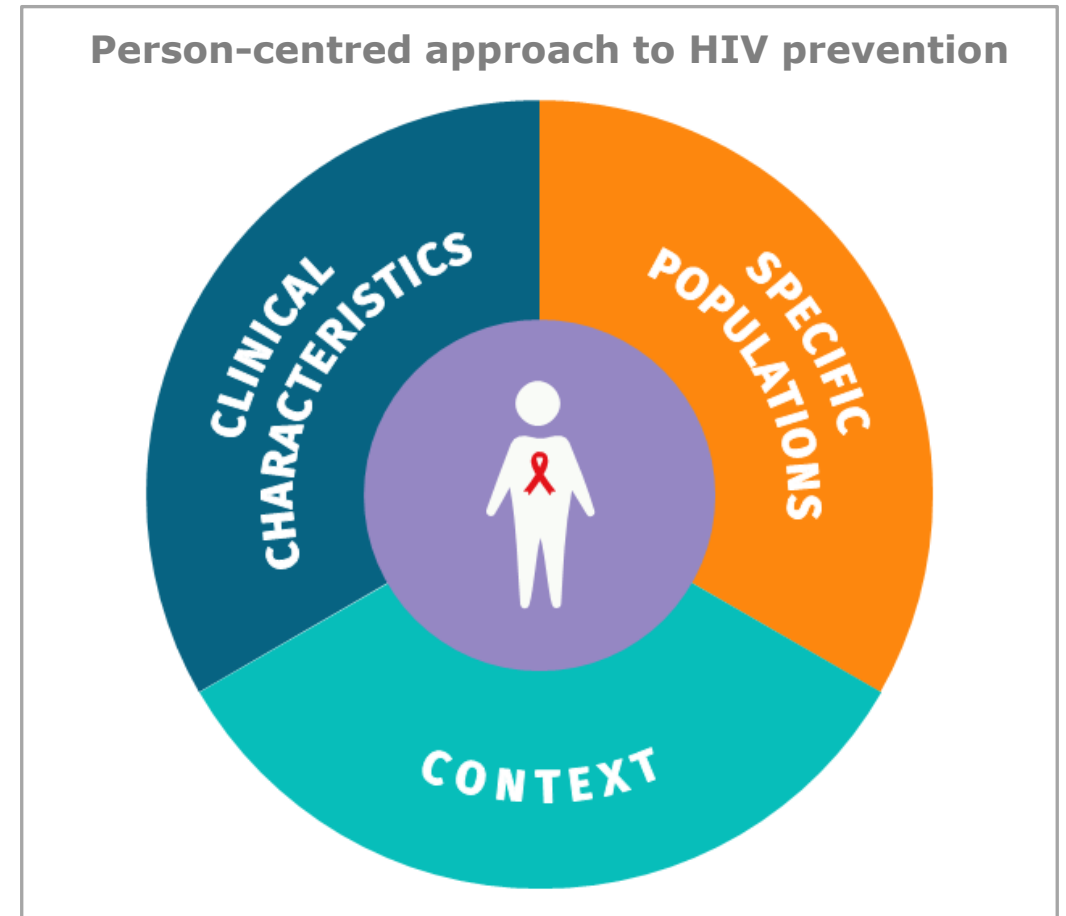 Person-centred approach to HIV prevention
CLINICAL
CHARACTERISTICS
SPECIFIC
POPULATIONS
CONTEXT